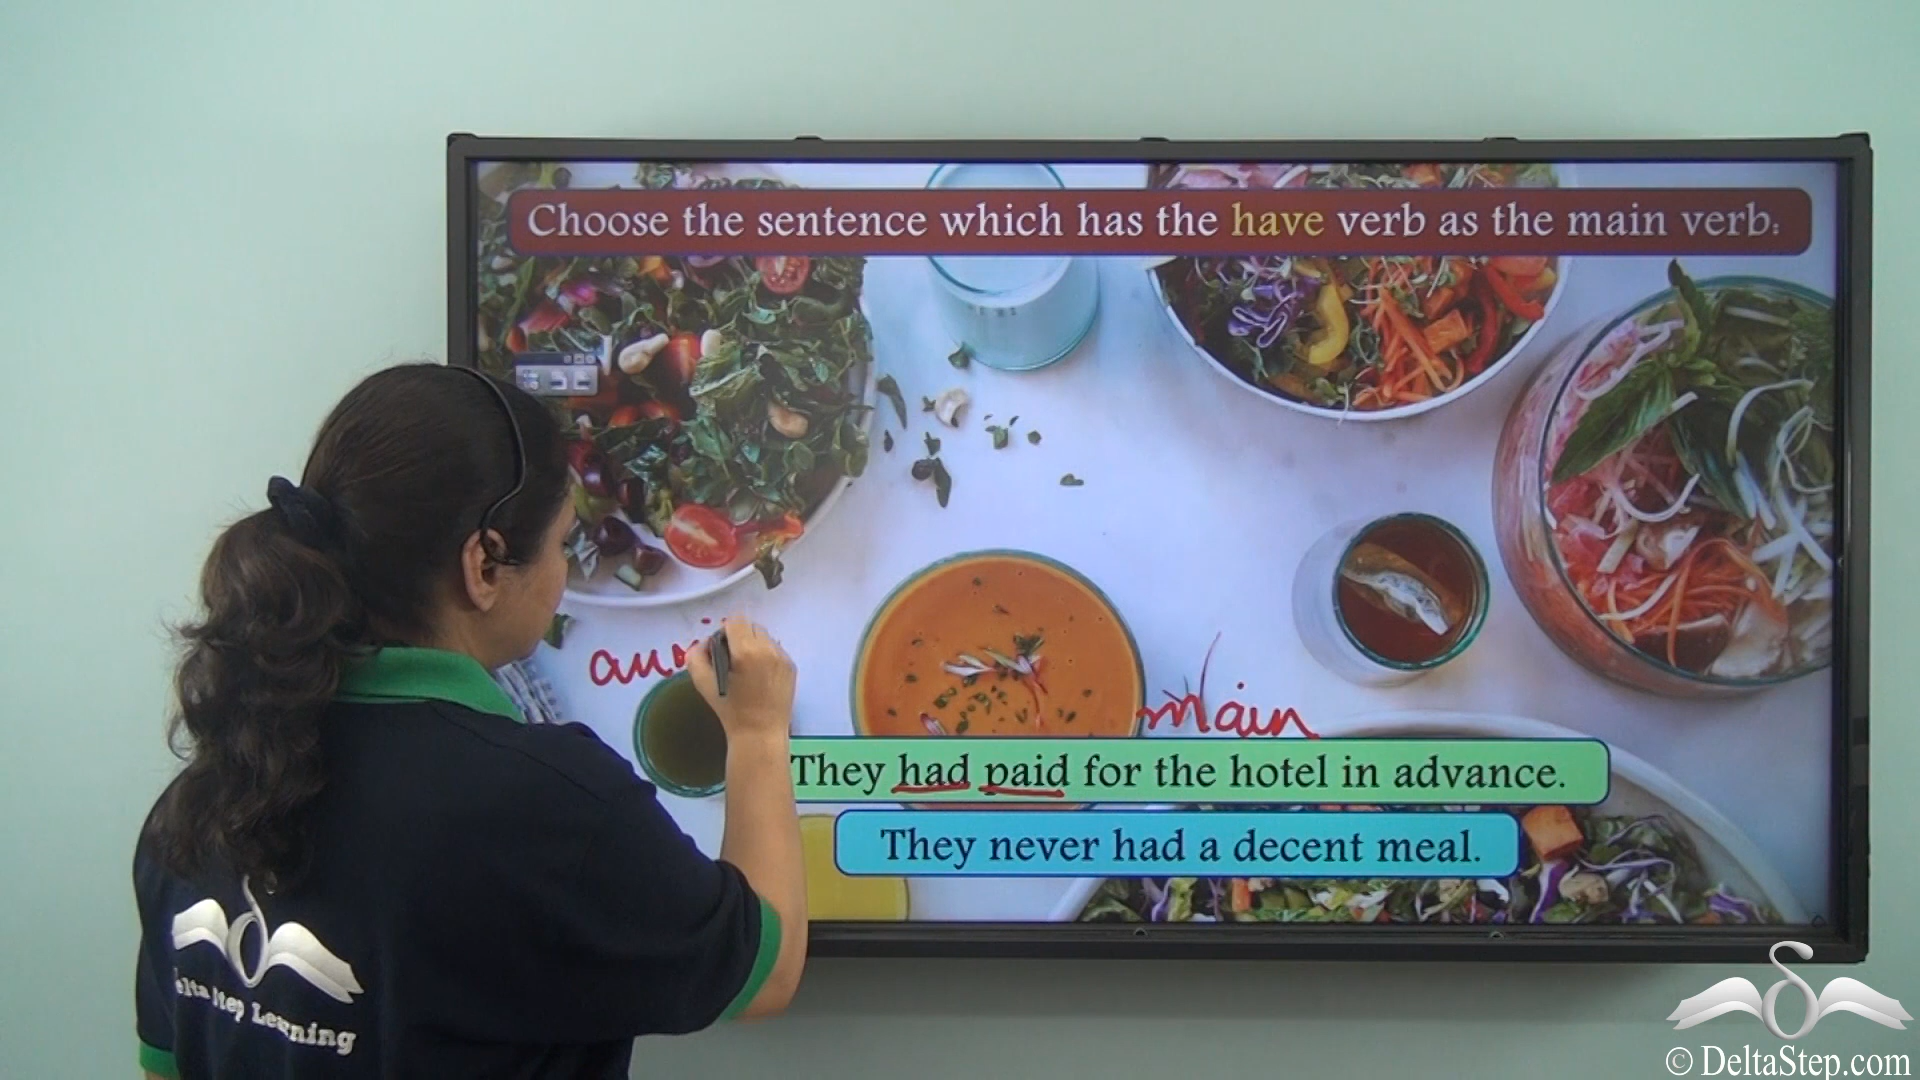 Choose the sentence which has the have verb as the main verb:
main
They had paid for the hotel in advance.
They never had a decent meal.
elta Step Learning
© DeltaStep.com